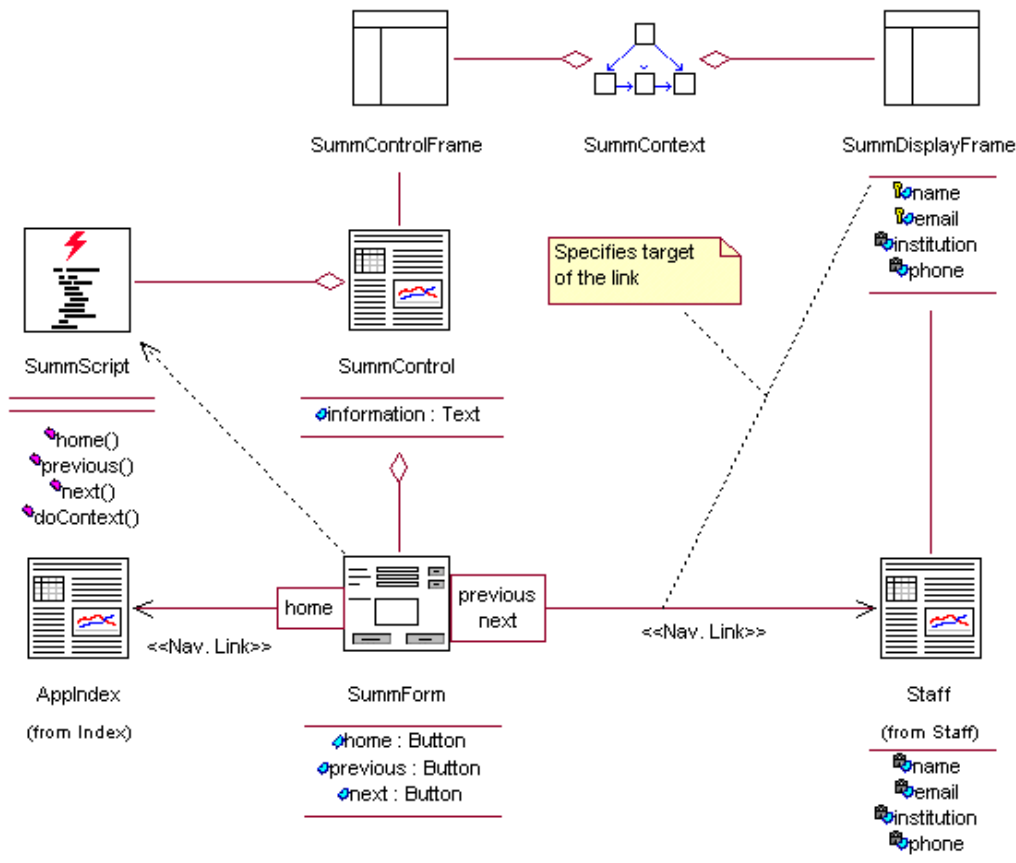 SummControlFrame
SummContext
SummDisplayFrame
name
email
institution
phone
Specifies target
of the link
SummScript
SummControl
information : Text
home()
previous()
next()
doContext()
home
previous
next
<<Nav. Link>>
<<Nav. Link>>
AppIndex
(from Index)
SummForm
home : Button
previous : Button
next : Button
Staff
(from Staff)
name
email
institution
phone